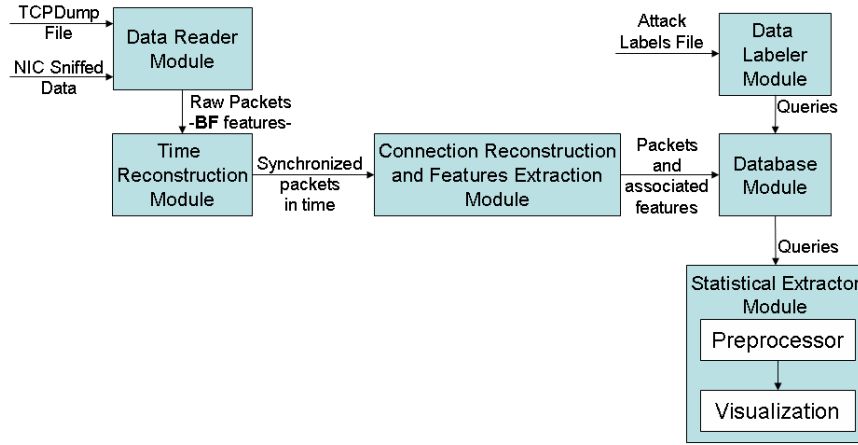 TCPDump
File
NIC Sniffed
Data
Data Reader
Module
Raw Packets
-BF features-
Time
Reconstruction
Module
Synchronized
packets
in time
Connection Reconstruction
and Features Extraction
Module
Packets
and
associated
features
Attack
Labels File
Data
Labeler
Module
Queries
Database
Module
Queries
Statistical Extractor
Module
Preprocessor
Visualization